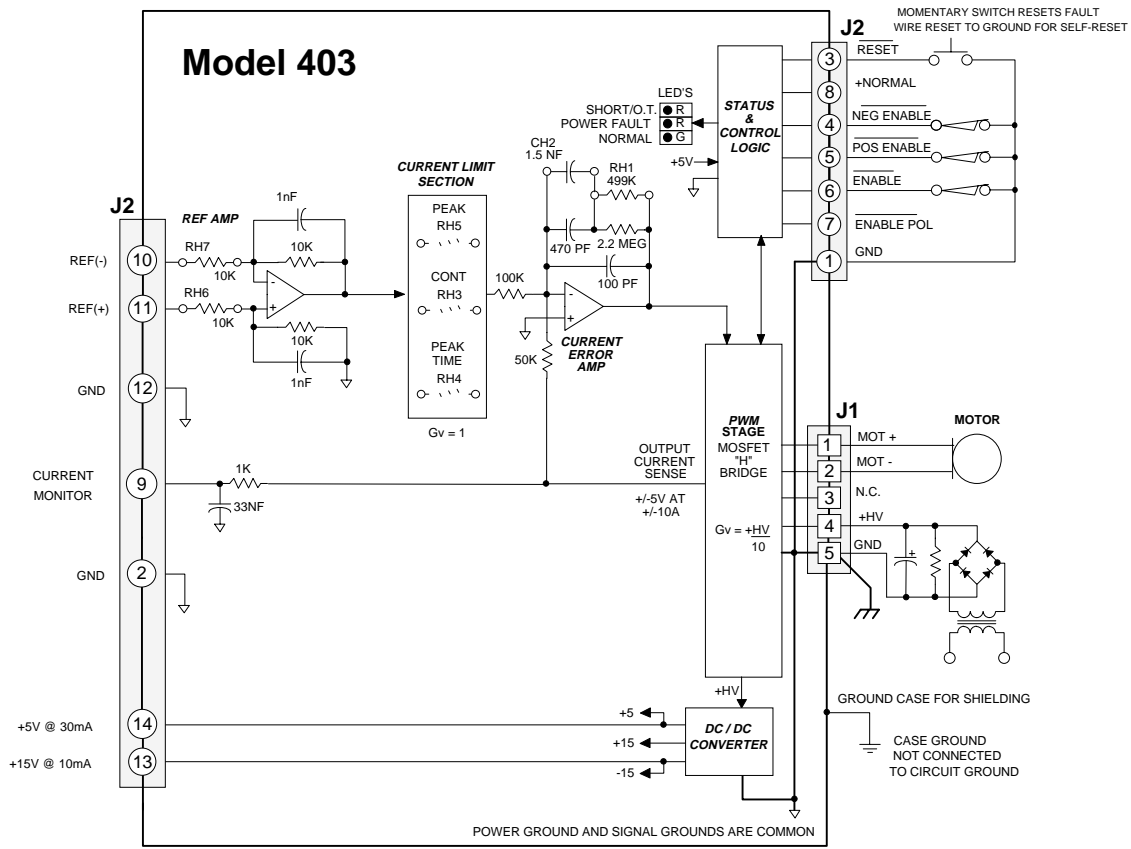 MOMENTARY SWITCH RESETS FAULT
WIRE RESET TO GROUND FOR SELF-RESET
Model 403
J2
3
RESET
8
+NORMAL
4
NEG ENABLE
5
POS ENABLE
6
ENABLE
7
ENABLE POL
1
GND
STATUS
&
CONTROL
LOGIC
+5V
LED'S
SHORT/O.T.
R
POWER FAULT
R
NORMAL
G
J2
REF(-)
10
REF(+)
11
GND
12
CURRENT
MONITOR
9
GND
2
+5V @ 30mA
14
+15V @ 10mA
13
REF AMP
1nF
RH7
10K
10K
RH6
10K
10K
1nF
-
+
CURRENT LIMIT
SECTION
PEAK
RH5
CONT
RH3
PEAK
TIME
RH4
Gv = 1
100K
50K
CH2
1.5 NF
RH1
499K
470 PF
2.2 MEG
100 PF
-
+
CURRENT
ERROR
AMP
1K
33NF
OUTPUT
CURRENT
SENSE
+/-5V AT
+/-10A
PWM
STAGE
MOSFET
"H"
BRIDGE
Gv = +HV
10
J1
1
MOT +
2
MOT -
3
N.C.
4
+HV
5
GND
MOTOR
+
+HV
DC / DC
CONVERTER
+5
+15
-15
GROUND CASE FOR SHIELDING
CASE GROUND
NOT CONNECTED
TO CIRCUIT GROUND
POWER GROUND AND SIGNAL GROUNDS ARE COMMON